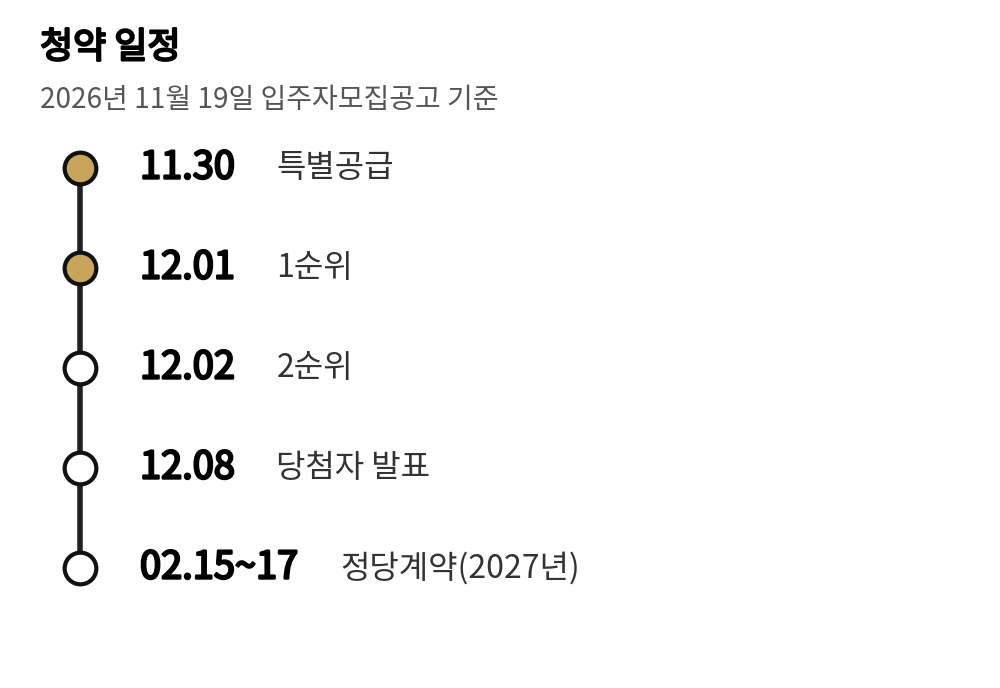 청약 일정
2026년 11월 19일 입주자모집공고 기준
11.30 특별공급
12.01 1순위
12.02 2순위
12.08 당첨자 발표
02.15~17 정당계약(2027년)